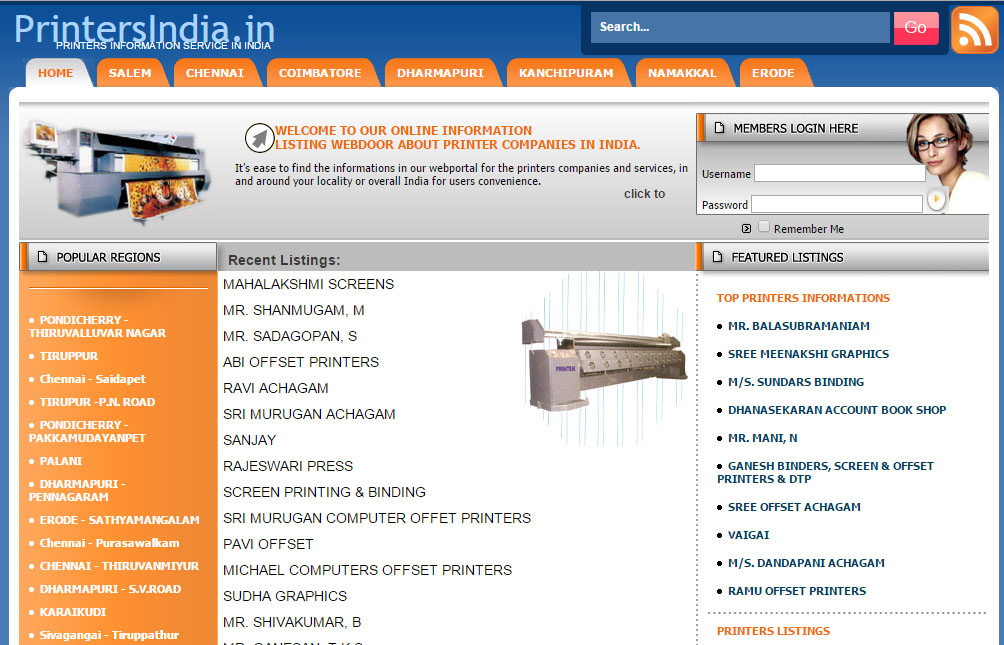 PrintersIndia.in
PRINTERS INFORMATION SERVICE IN INDIA
Search...
Go
HOME
SALEM
CHENNAI
COIMBATORE
DHARMAPURI
KANCHIPURAM
NAMAKKAL
ERODE
WELCOME TO OUR ONLINE INFORMATION
LISTING WEBDOOR ABOUT PRINTER COMPANIES IN INDIA.
It's ease to find the informations in our webportal for the printers companies and services, in
and around your locality or overall India for users convenience.
click to
MEMBERS LOGIN HERE
Username
Password
Remember Me
POPULAR REGIONS
PONDICHERRY -
THIRUVALLUVAR NAGAR
TIRUPPUR
Chennai - Saidapet
TIRUPUR -P.N. ROAD
PONDICHERRY -
PAKKAMUDAYANPET
PALANI
DHARMAPURI -
PENNAGARAM
ERODE - SATHYAMANGALAM
Chennai - Purasawalkam
CHENNAI - THIRUVANMIYUR
DHARMAPURI - S.V.ROAD
KARAIKUDI
Sivagangai - Tiruppathur
Recent Listings:
MAHALAKSHMI SCREENS
MR. SHANMUGAM, M
MR. SADAGOPAN, S
ABI OFFSET PRINTERS
RAVI ACHAGAM
SRI MURUGAN ACHAGAM
SANJAY
RAJESWARI PRESS
SCREEN PRINTING & BINDING
SRI MURUGAN COMPUTER OFFET PRINTERS
PAVI OFFSET
MICHAEL COMPUTERS OFFSET PRINTERS
SUDHA GRAPHICS
MR. SHIVAKUMAR, B
PRINTEK
FEATURED LISTINGS
TOP PRINTERS INFORMATIONS
MR. BALASUBRAMANIAM
SREE MEENAKSHI GRAPHICS
M/S. SUNDARS BINDING
DHANASEKARAN ACCOUNT BOOK SHOP
MR. MANI, N
GANESH BINDERS, SCREEN & OFFSET
PRINTERS & DTP
SREE OFFSET ACHAGAM
VAIGAI
M/S. DANDAPANI ACHAGAM
RAMU OFFSET PRINTERS
PRINTERS LISTINGS